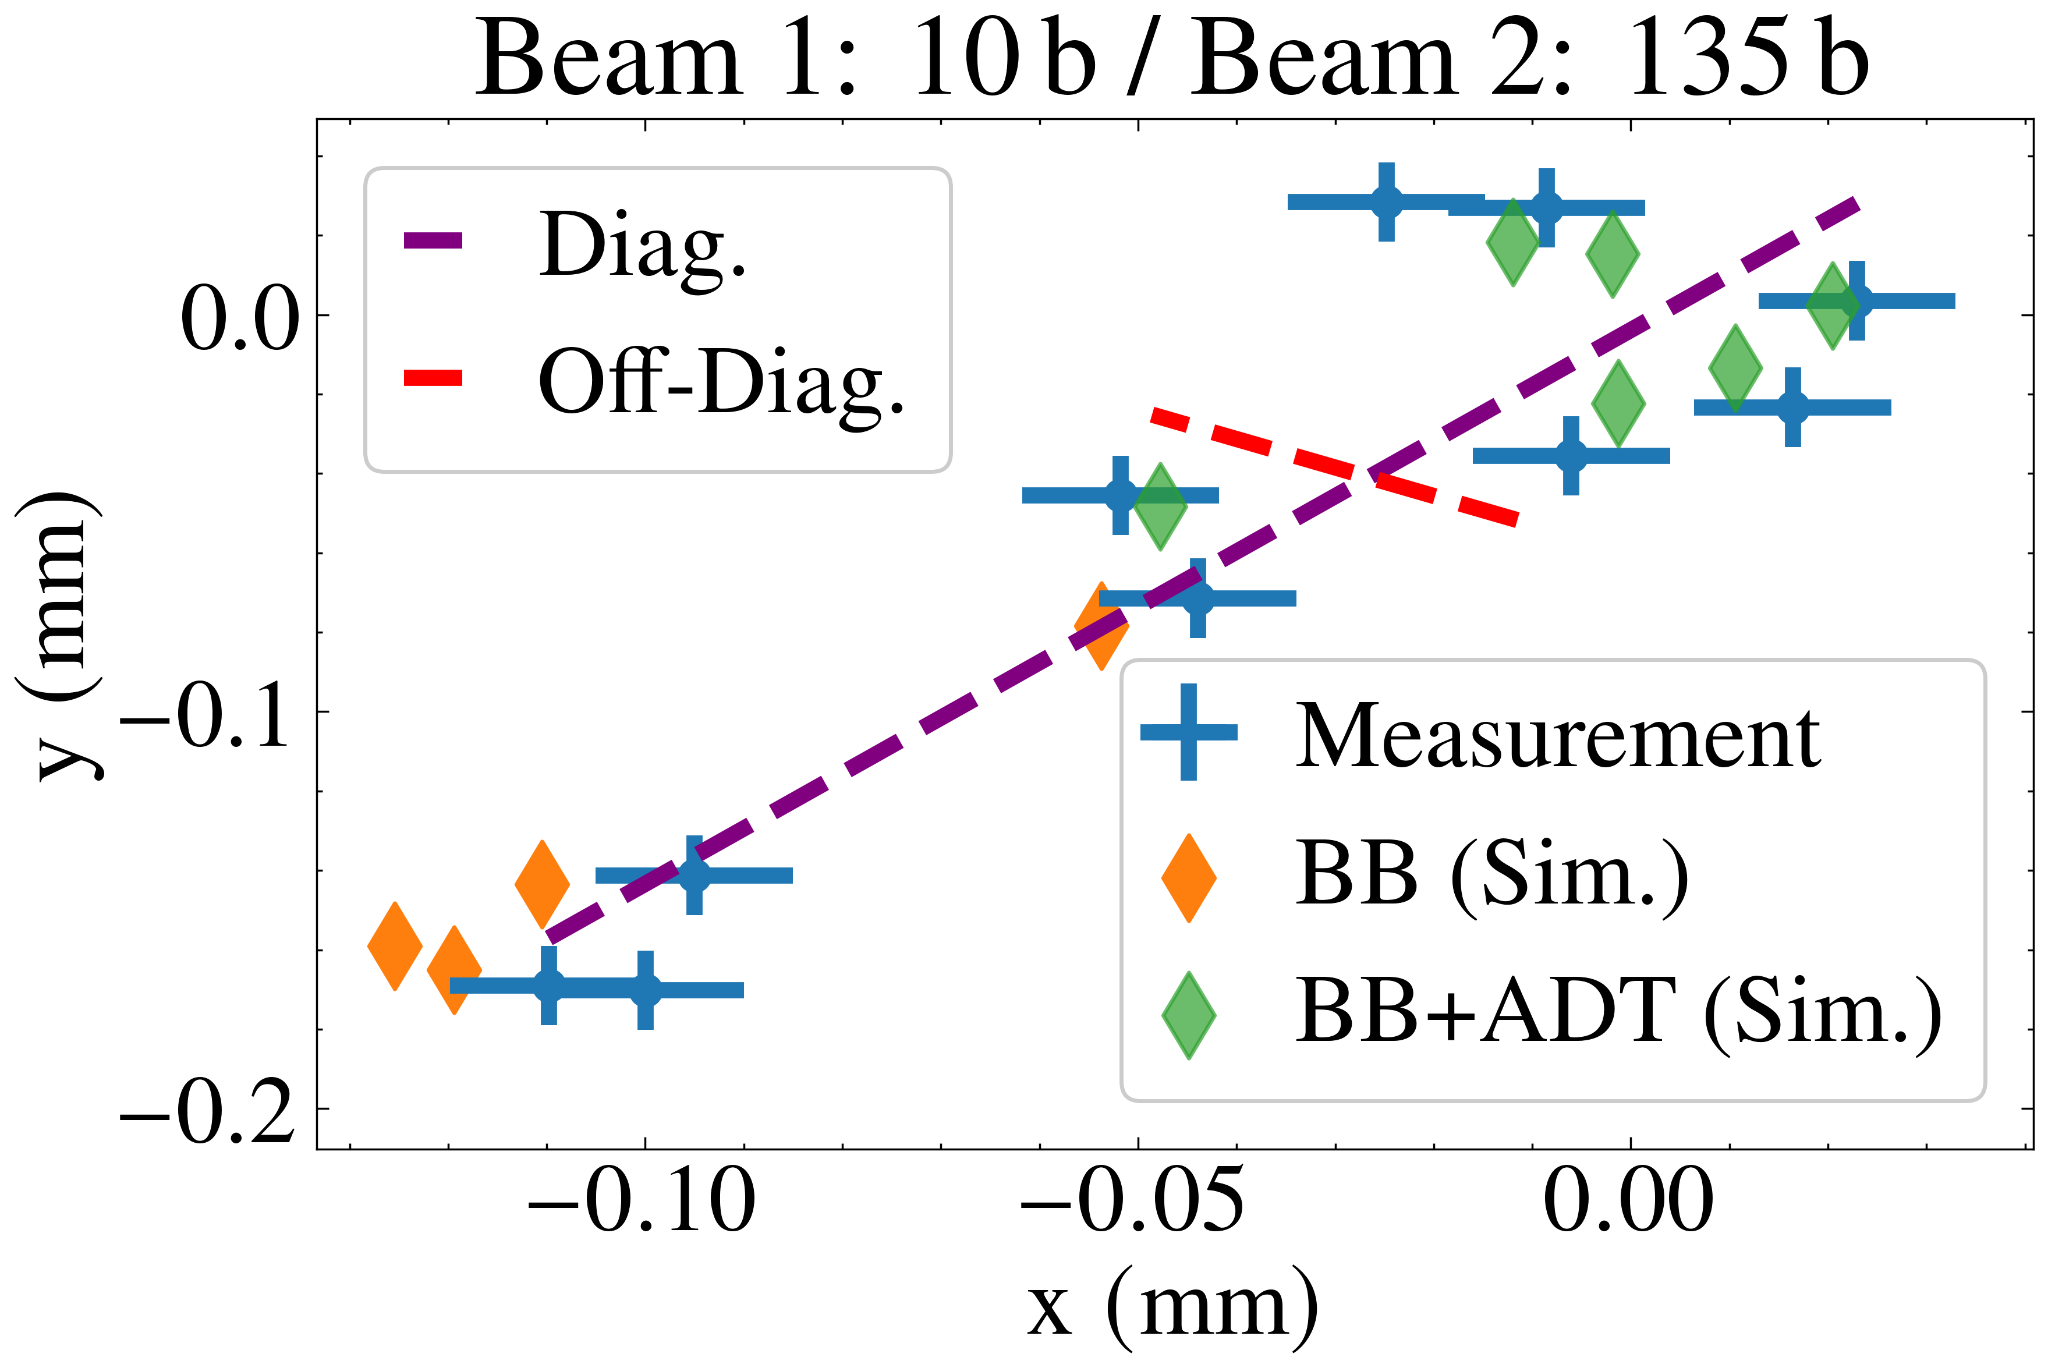 Beam 1: 10 b / Beam 2: 135 b
Diag.
Off-Diag.
0.0
−0.1
−0.2
y (mm)
Measurement
BB (Sim.)
BB+ADT (Sim.)
−0.10 −0.05 0.00
x (mm)